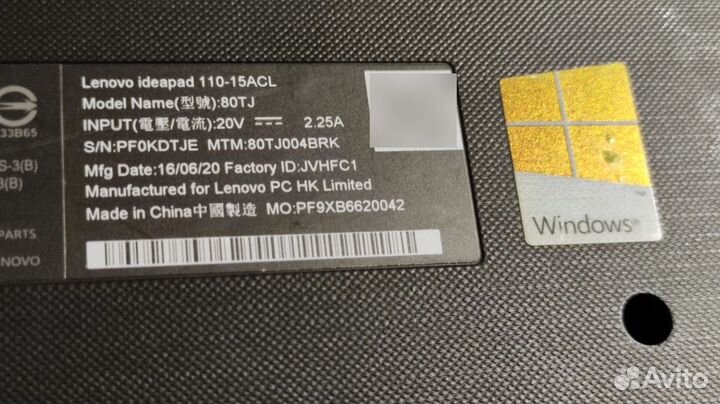 Lenovo ideapad 110-15ACL
Model Name(型號):80TJ
INPUT(電壓/電流):20V ⎓ 2.25A
S/N:PF0KDTJE MTM:80TJ004BRK
Mfg Date:16/06/20 Factory ID:JVHFC1
Manufactured for Lenovo PC HK Limited
Made in China中國製造 MO:PF9XB6620042
33B65
S-3(B)
(B)
PARTS
ENOVO
Windows
Avito